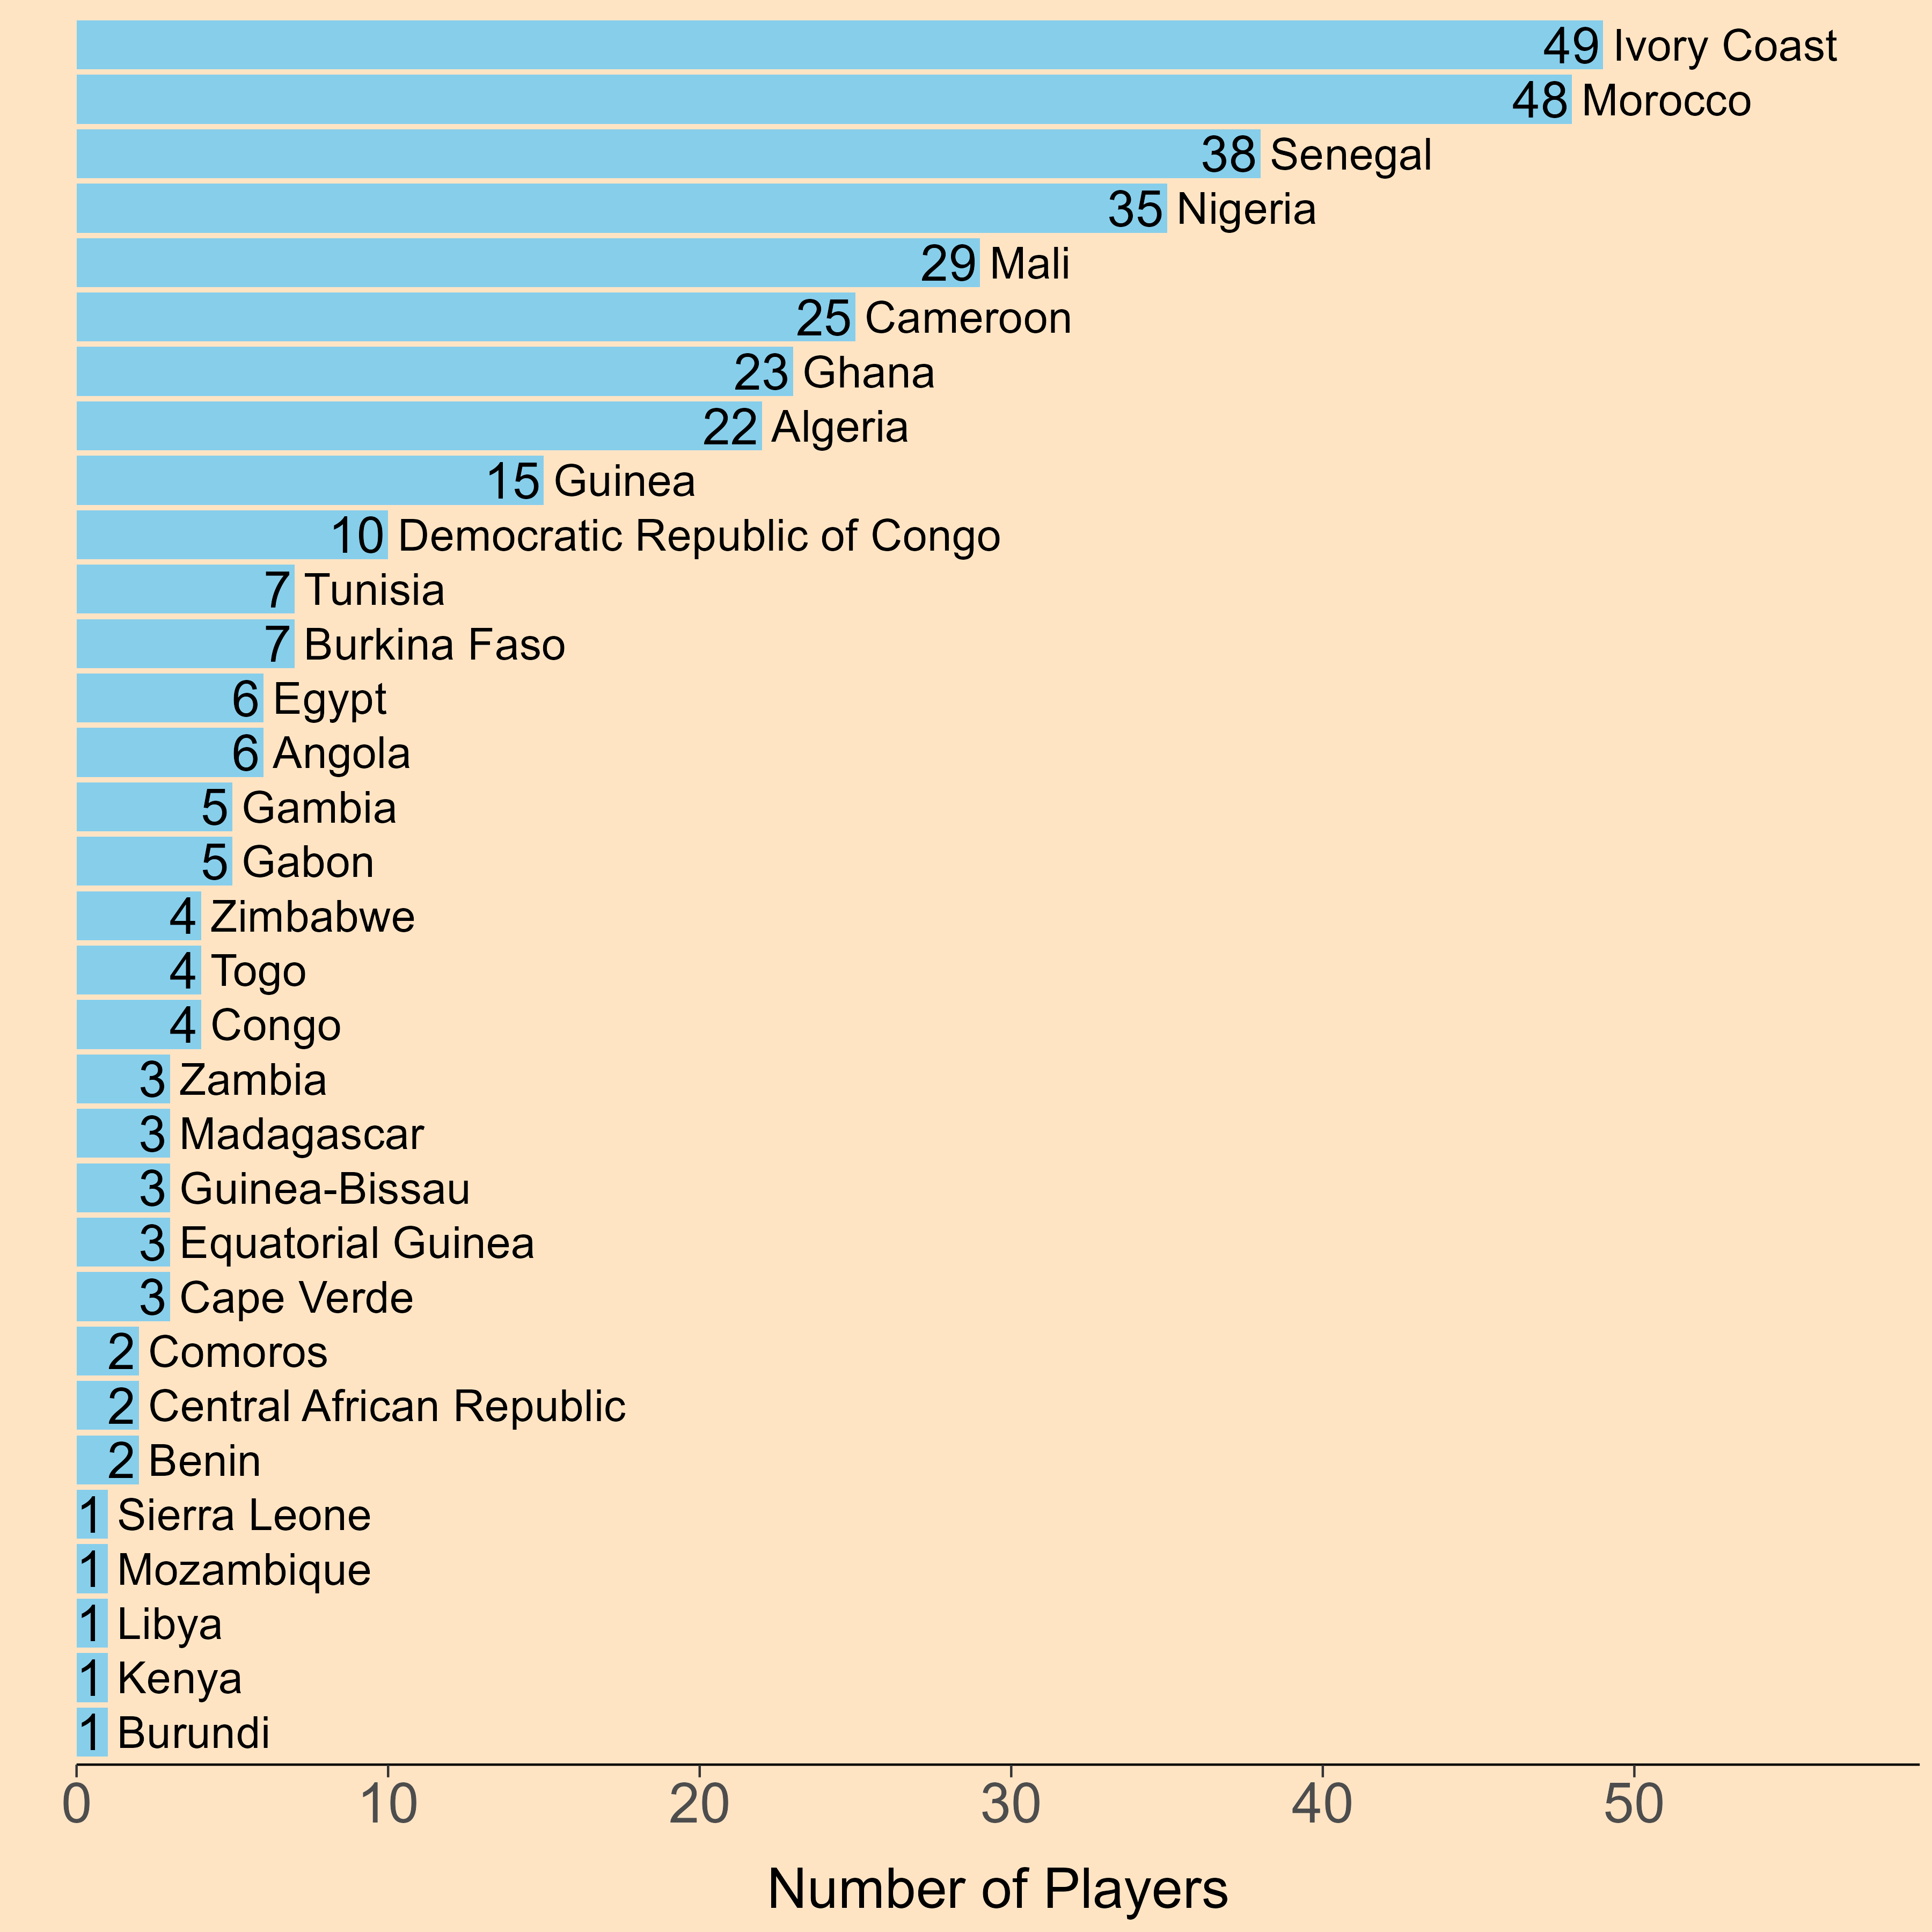 49 Ivory Coast
48 Morocco
38 Senegal
35 Nigeria
29 Mali
25 Cameroon
23 Ghana
22 Algeria
15 Guinea
10 Democratic Republic of Congo
7 Tunisia
7 Burkina Faso
6 Egypt
6 Angola
5 Gambia
5 Gabon
4 Zimbabwe
4 Togo
4 Congo
3 Zambia
3 Madagascar
3 Guinea-Bissau
3 Equatorial Guinea
3 Cape Verde
2 Comoros
2 Central African Republic
2 Benin
1 Sierra Leone
1 Mozambique
1 Libya
1 Kenya
1 Burundi
0 10 20 30 40 50
Number of Players